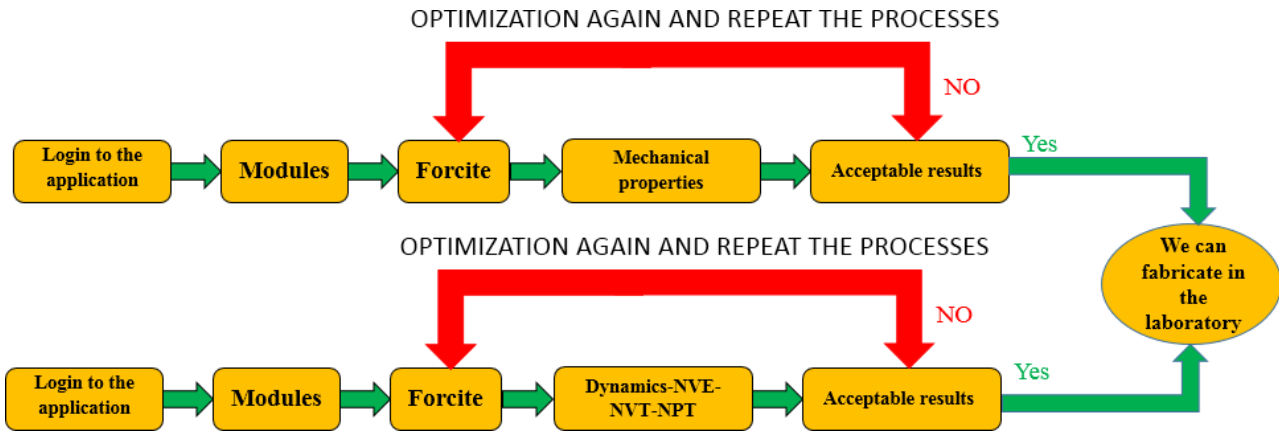 OPTIMIZATION AGAIN AND REPEAT THE PROCESSES
NO
Login to the
application
Modules
Forcite
Mechanical
properties
Acceptable results
Yes
We can
fabricate in
the
laboratory
OPTIMIZATION AGAIN AND REPEAT THE PROCESSES
NO
Login to the
application
Modules
Forcite
Dynamics-NVE-
NVT-NPT
Acceptable results
Yes